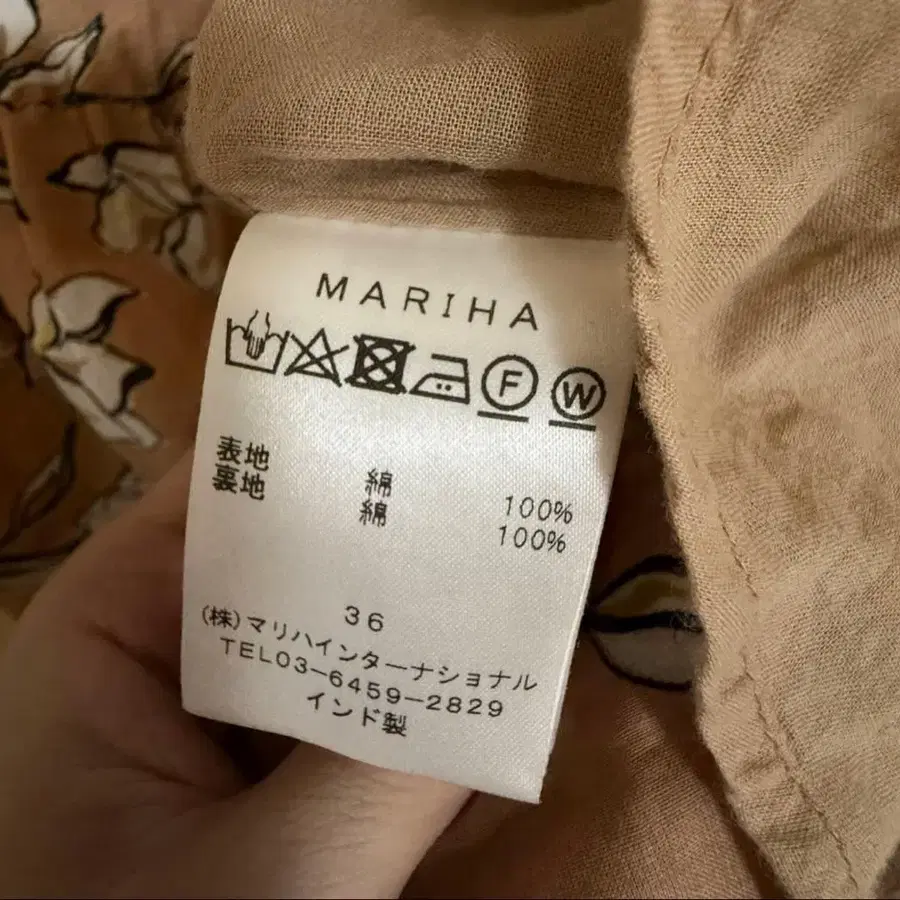 MARIHA
F W
表地 綿 100%
裏地 綿 100%
36
(株)マリハインターナショナル
TEL03-6459-2829
インド製